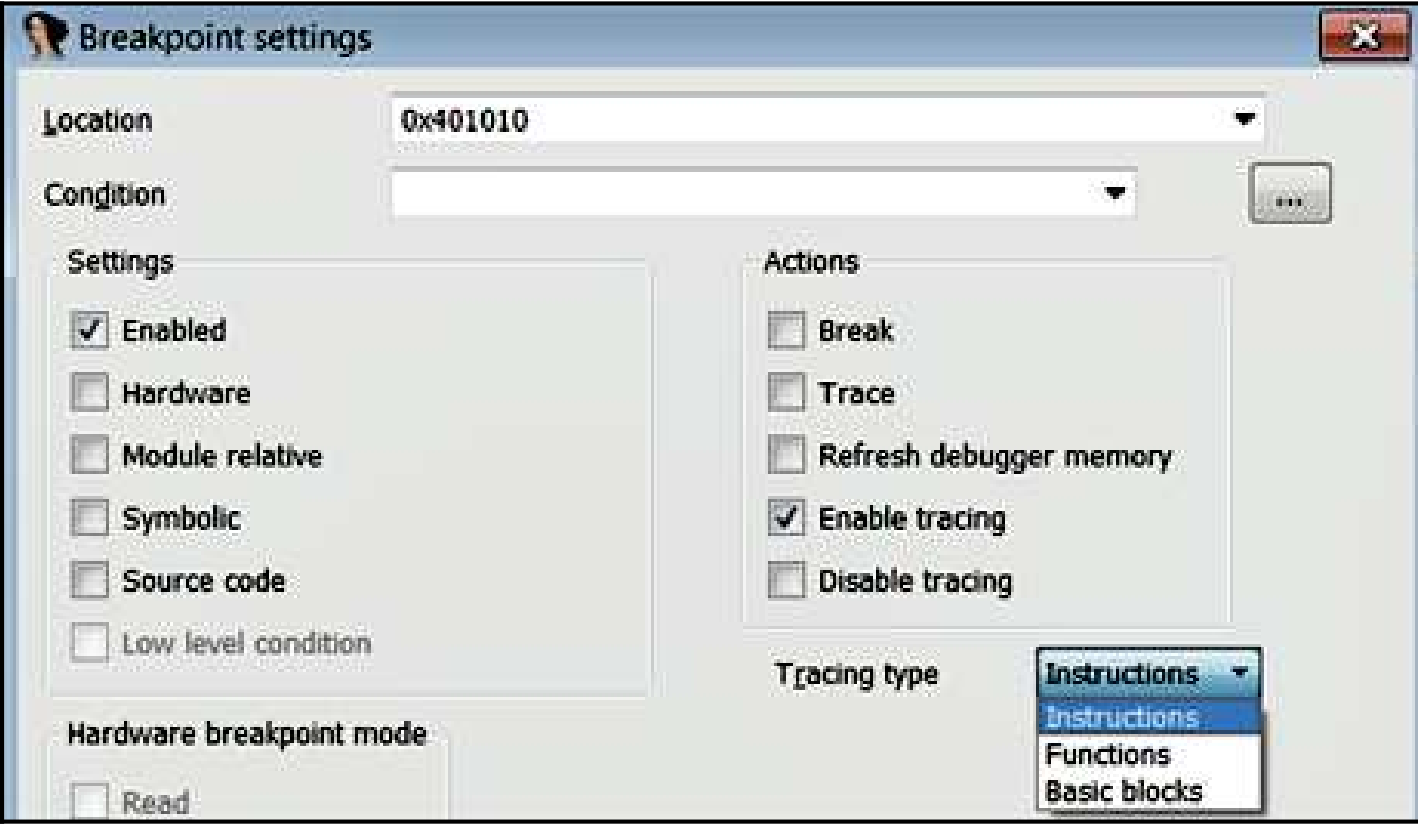 Breakpoint settings
Location 0x401010
Condition ...
Settings
Enabled
Hardware
Module relative
Symbolic
Source code
Low level condition
Hardware breakpoint mode
Read
Actions
Break
Trace
Refresh debugger memory
Enable tracing
Disable tracing
Tracing type Instructions
Instructions
Functions
Basic blocks